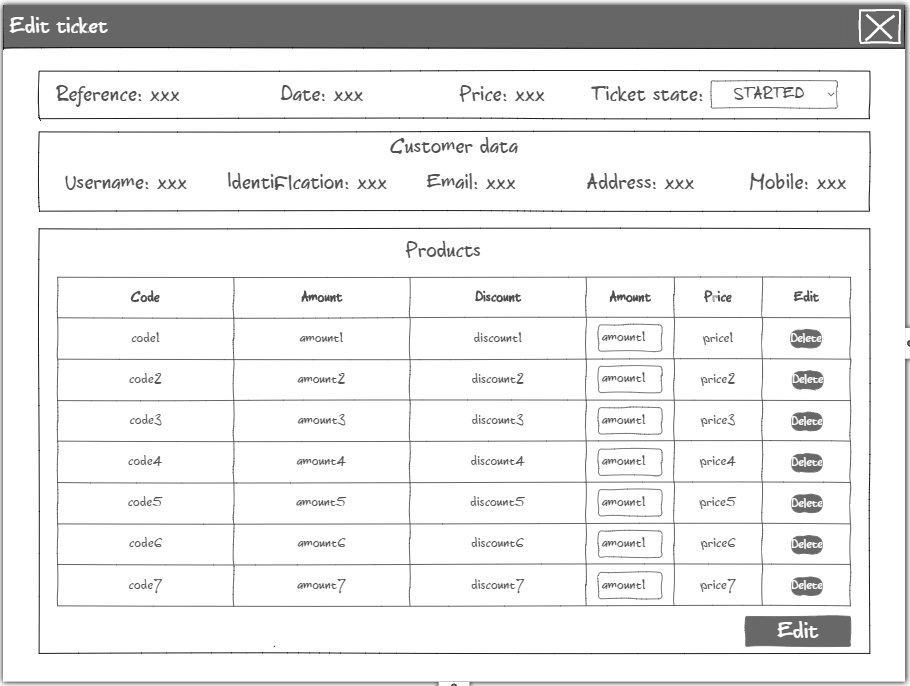 Edit ticket
Reference: xxx Date: xxx Price: xxx Ticket state: STARTED
Customer data
Username: xxx Identification: xxx Email: xxx Address: xxx Mobile: xxx
Products
Code Amount Discount Amount Price Edit
code1 amount1 discount1 amount1 price1 Delete
code2 amount2 discount2 amount1 price2 Delete
code3 amount3 discount3 amount1 price3 Delete
code4 amount4 discount4 amount1 price4 Delete
code5 amount5 discount5 amount1 price5 Delete
code6 amount6 discount6 amount1 price6 Delete
code7 amount7 discount7 amount1 price7 Delete
Edit